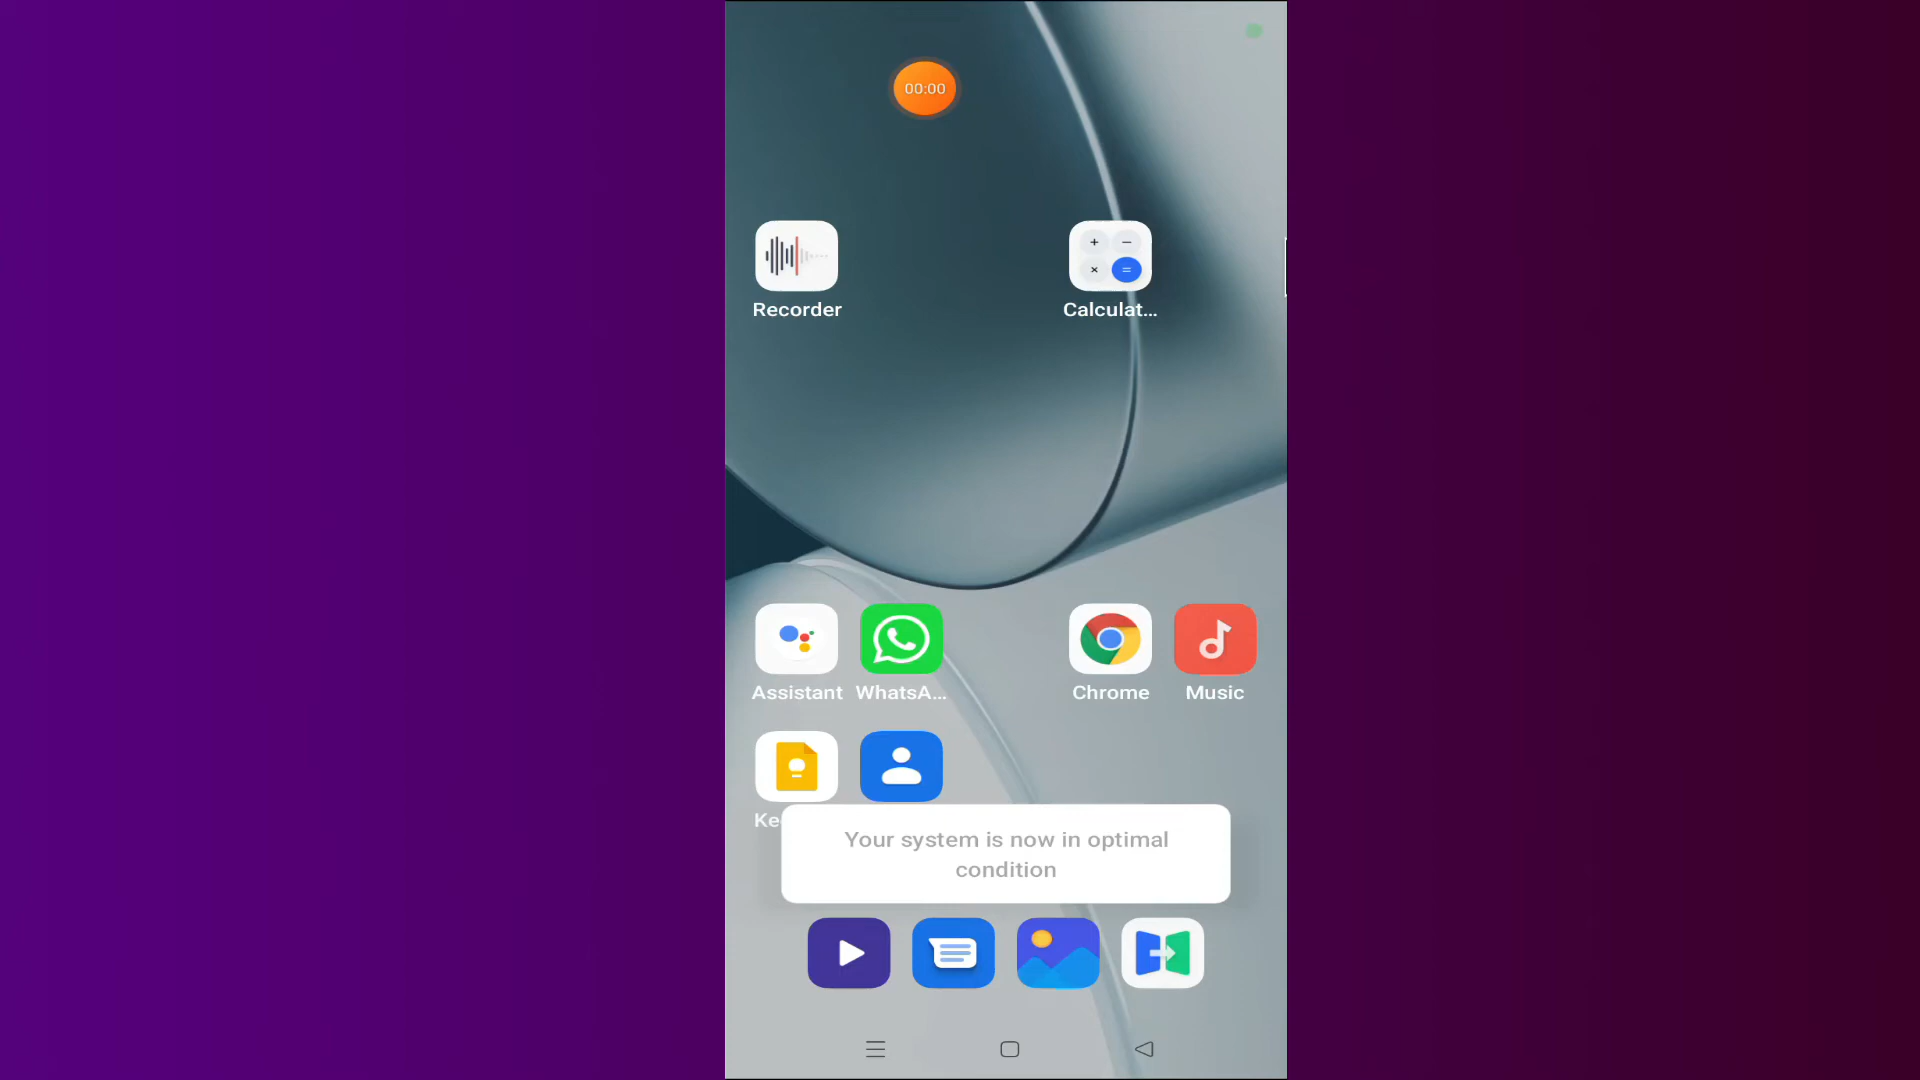 00:00
Recorder
Calculat...
Assistant
WhatsA...
Chrome
Music
Ke
Your system is now in optimal
condition